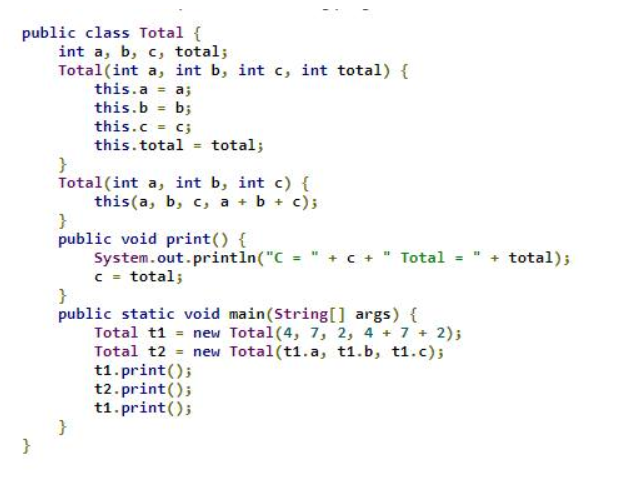 public class Total {
int a, b, c, total;
Total(int a, int b, int c, int total) {
this.a = a;
this.b = b;
this.c = c;
this.total = total;
}
Total(int a, int b, int c) {
this(a, b, c, a + b + c);
}
public void print() {
System.out.println("C = " + c + " Total = " + total);
c = total;
}
public static void main(String[] args) {
Total t1 = new Total(4, 7, 2, 4 + 7 + 2);
Total t2 = new Total(t1.a, t1.b, t1.c);
t1.print();
t2.print();
t1.print();
}
}